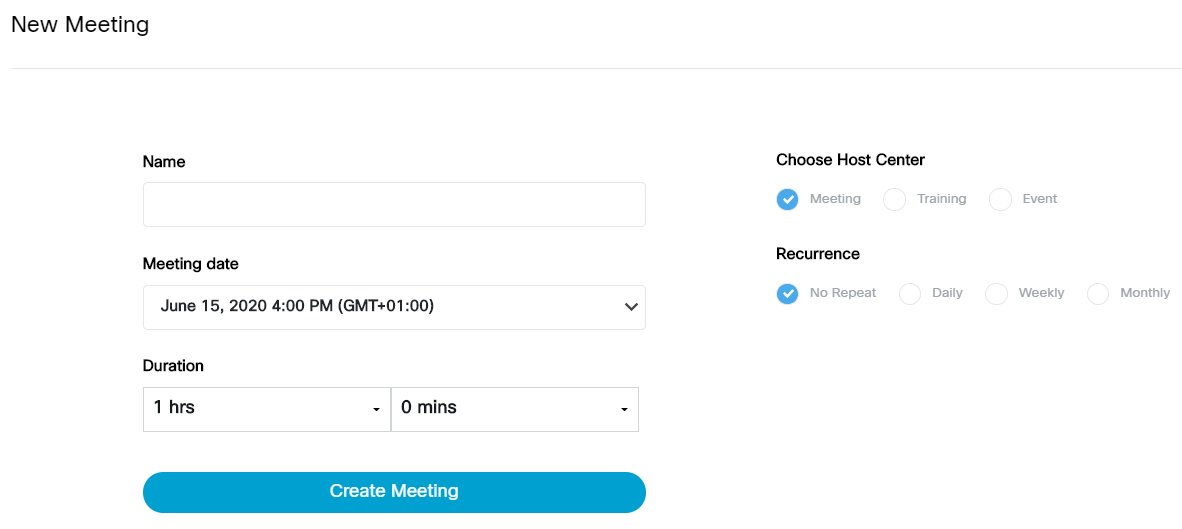 New Meeting
Name
Meeting date
June 15, 2020 4:00 PM (GMT+01:00)
Duration
1 hrs 0 mins
Create Meeting
Choose Host Center
Meeting Training Event
Recurrence
No Repeat Daily Weekly Monthly